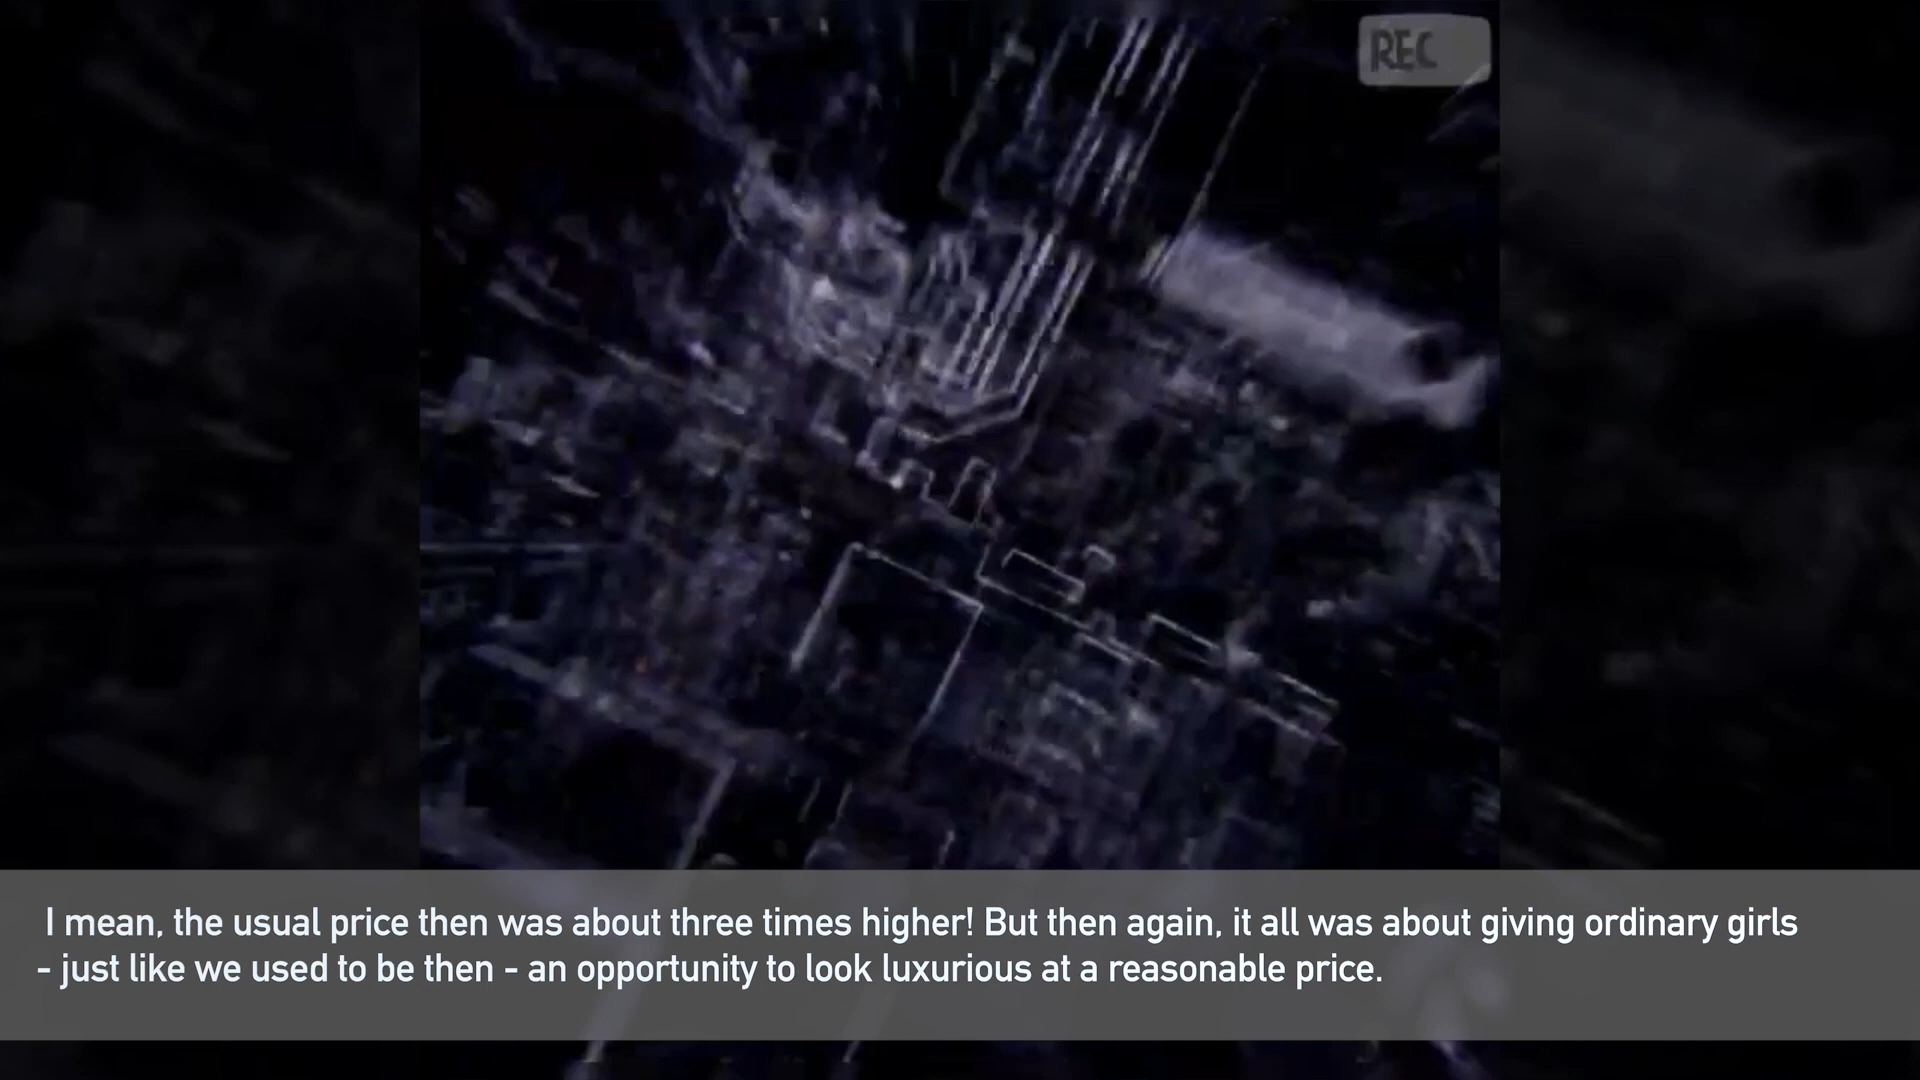 REC
I mean, the usual price then was about three times higher! But then again, it all was about giving ordinary girls
- just like we used to be then - an opportunity to look luxurious at a reasonable price.